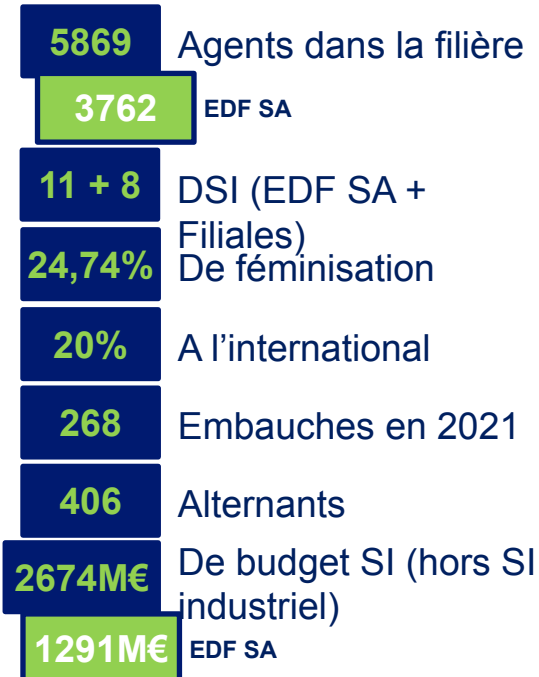 5869 Agents dans la filière
3762 EDF SA
11 + 8 DSI (EDF SA +
Filiales)
24,74% De féminisation
20% A l’international
268 Embauches en 2021
406 Alternants
2674M€ De budget SI (hors SI
industriel)
1291M€ EDF SA